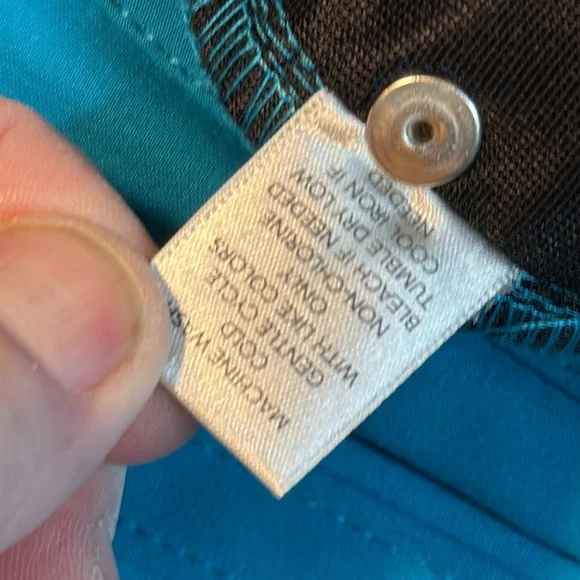 MACHINE WASH
COLD
GENTLE CYCLE
WITH LIKE COLORS
ONLY
NON-CHLORINE
BLEACH IF NEEDED
TUMBLE DRY LOW
COOL IRON IF
NEEDED